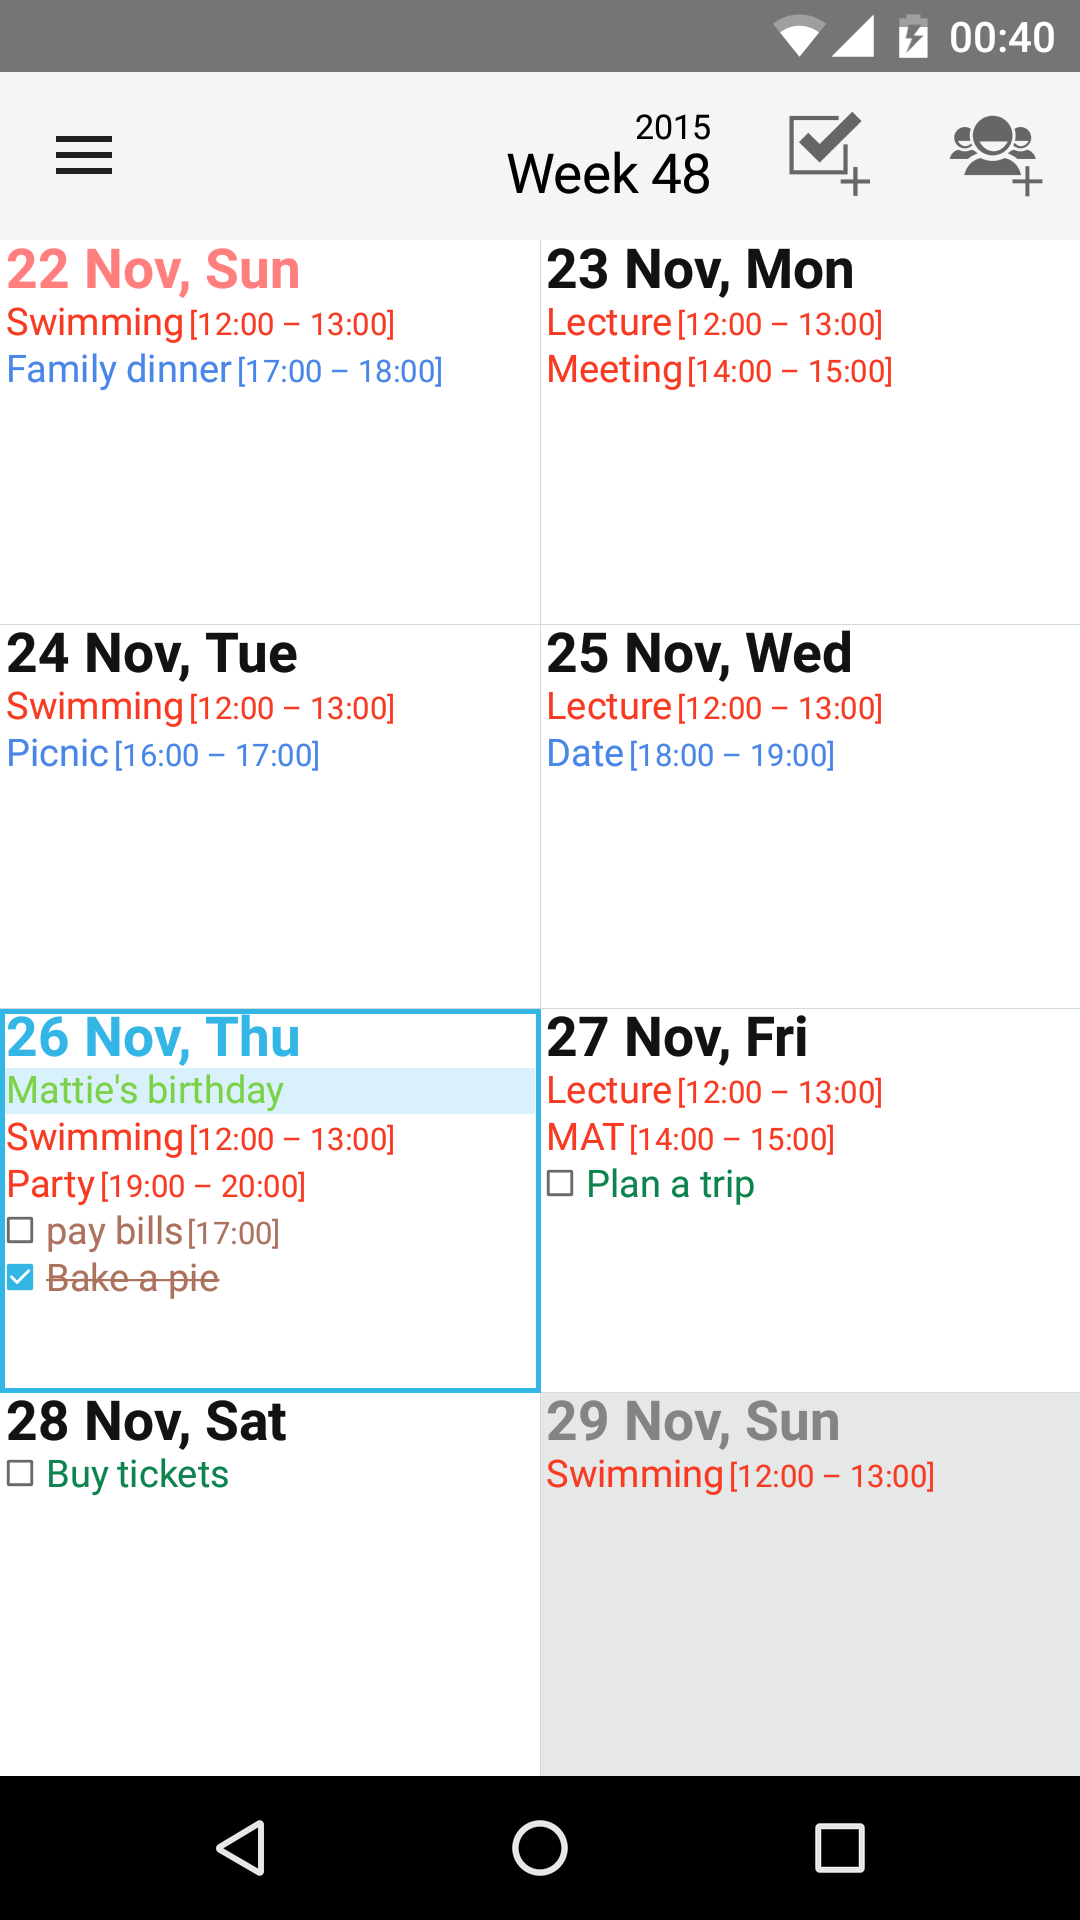 00:40
2015
Week 48
22 Nov, Sun
Swimming [12:00 – 13:00]
Family dinner [17:00 – 18:00]
23 Nov, Mon
Lecture [12:00 – 13:00]
Meeting [14:00 – 15:00]
24 Nov, Tue
Swimming [12:00 – 13:00]
Picnic [16:00 – 17:00]
25 Nov, Wed
Lecture [12:00 – 13:00]
Date [18:00 – 19:00]
26 Nov, Thu
Mattie's birthday
Swimming [12:00 – 13:00]
Party [19:00 – 20:00]
pay bills [17:00]
Bake a pie
27 Nov, Fri
Lecture [12:00 – 13:00]
MAT [14:00 – 15:00]
Plan a trip
28 Nov, Sat
Buy tickets
29 Nov, Sun
Swimming [12:00 – 13:00]